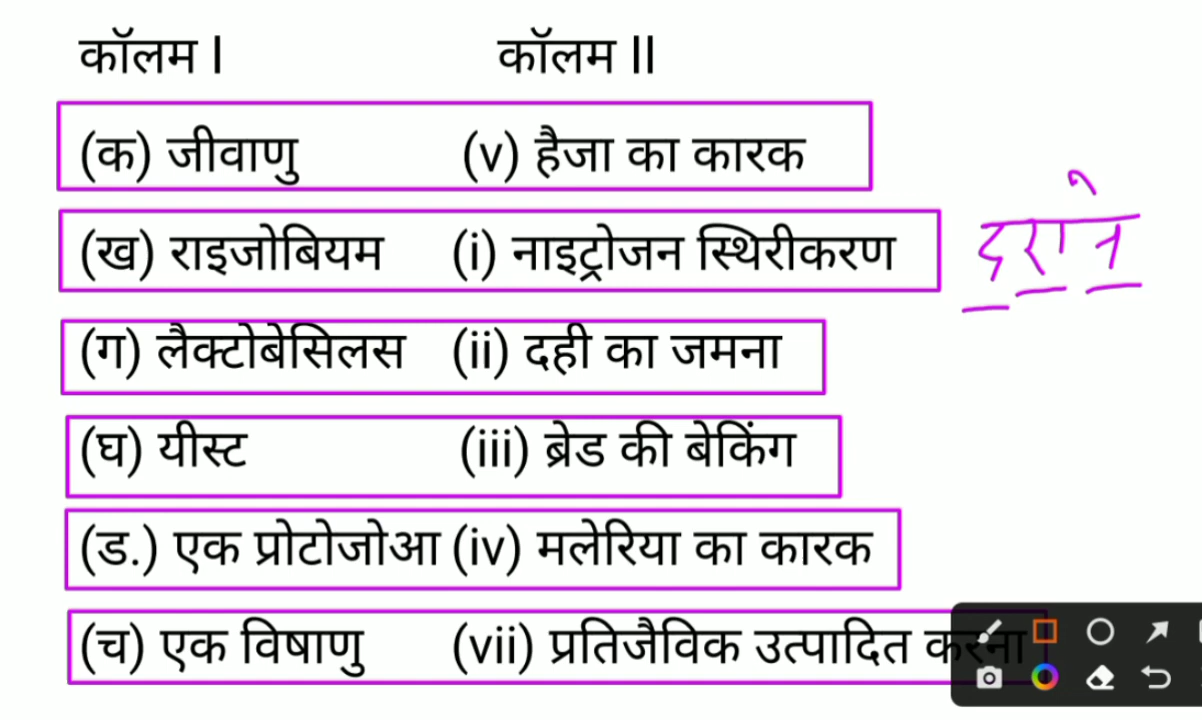 कॉलम I कॉलम II
(क) जीवाणु (v) हैजा का कारक
(ख) राइजोबियम (i) नाइट्रोजन स्थिरीकरण
(ग) लैक्टोबेसिलस (ii) दही का जमना
(घ) यीस्ट (iii) ब्रेड की बेकिंग
(ड.) एक प्रोटोजोआ (iv) मलेरिया का कारक
(च) एक विषाणु (vii) प्रतिजैविक उत्पादित करना